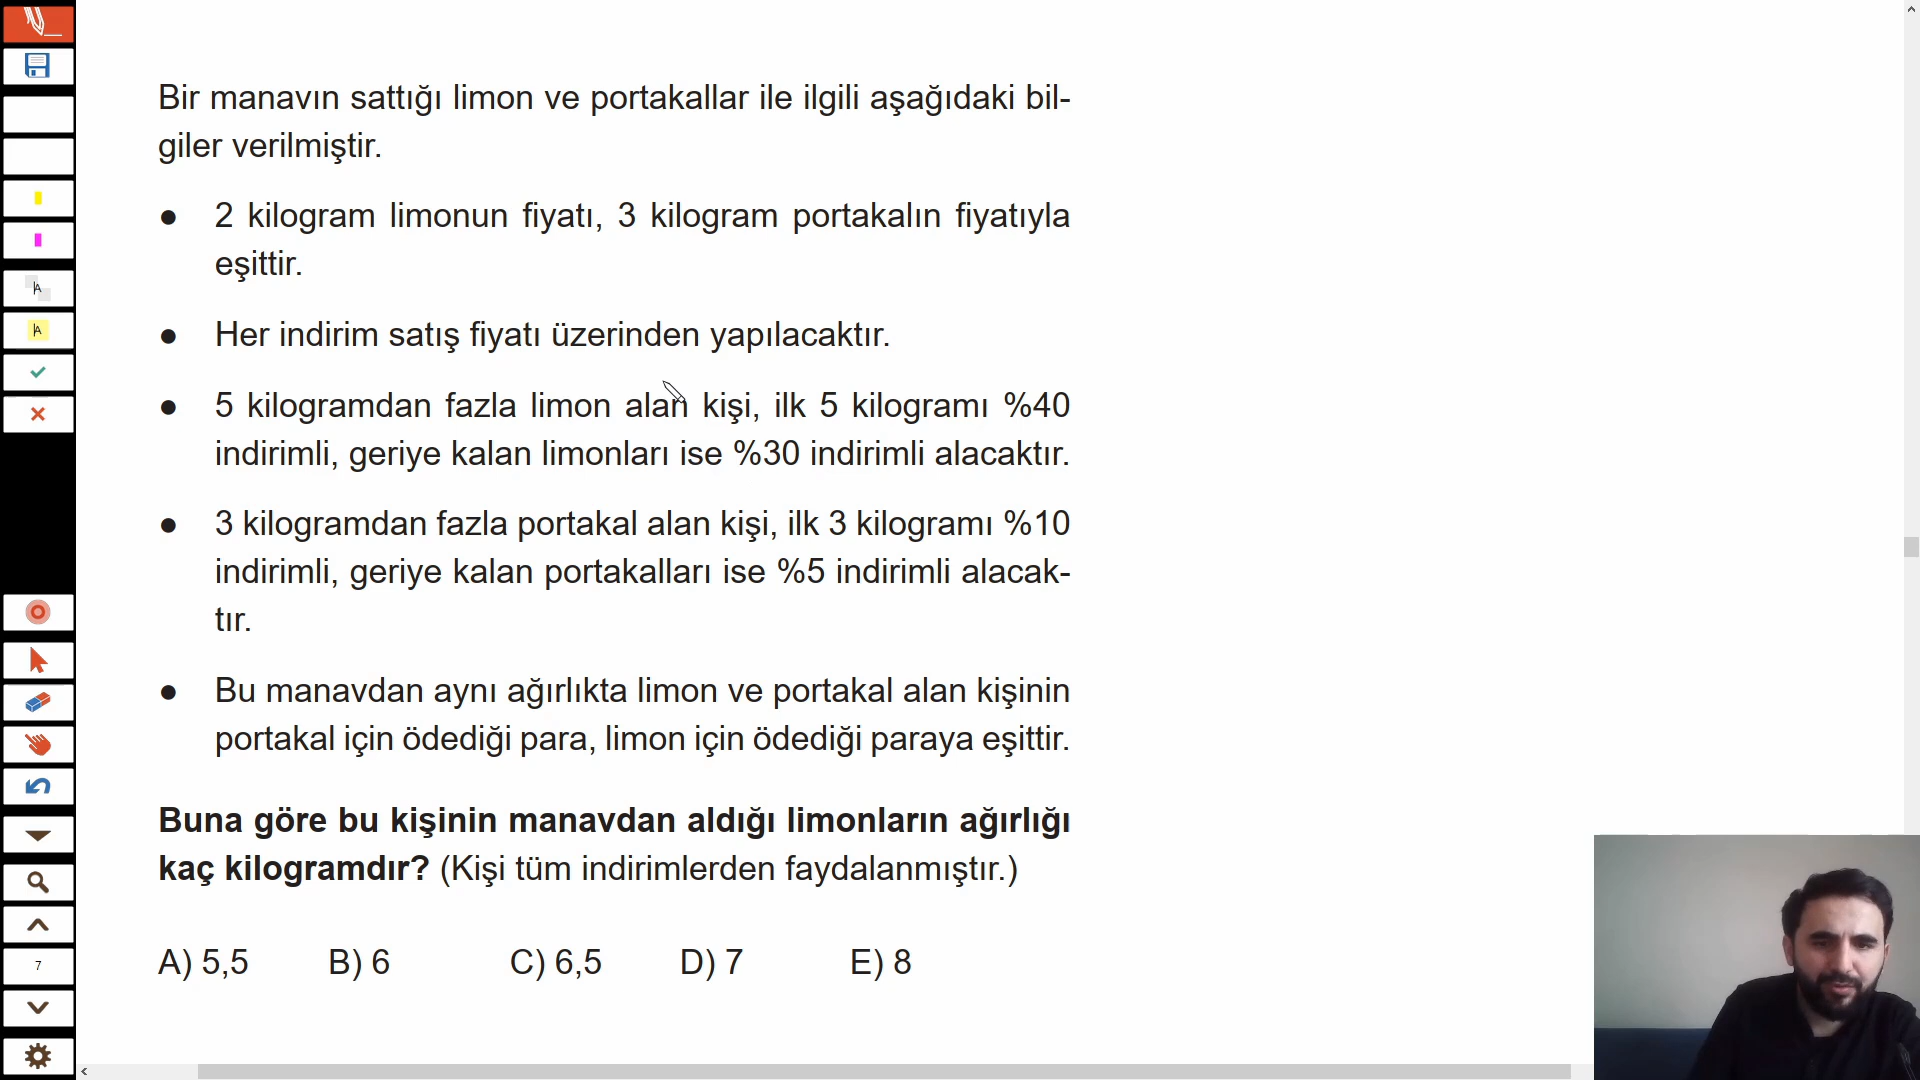 Bir manavın sattığı limon ve portakallar ile ilgili aşağıdaki bil-
giler verilmiştir.
● 2 kilogram limonun fiyatı, 3 kilogram portakalın fiyatıyla
eşittir.
● Her indirim satış fiyatı üzerinden yapılacaktır.
● 5 kilogramdan fazla limon alan kişi, ilk 5 kilogramı %40
indirimli, geriye kalan limonları ise %30 indirimli alacaktır.
● 3 kilogramdan fazla portakal alan kişi, ilk 3 kilogramı %10
indirimli, geriye kalan portakalları ise %5 indirimli alacak-
tır.
● Bu manavdan aynı ağırlıkta limon ve portakal alan kişinin
portakal için ödediği para, limon için ödediği paraya eşittir.
Buna göre bu kişinin manavdan aldığı limonların ağırlığı
kaç kilogramdır? (Kişi tüm indirimlerden faydalanmıştır.)
A) 5,5 B) 6 C) 6,5 D) 7 E) 8
A
A
7